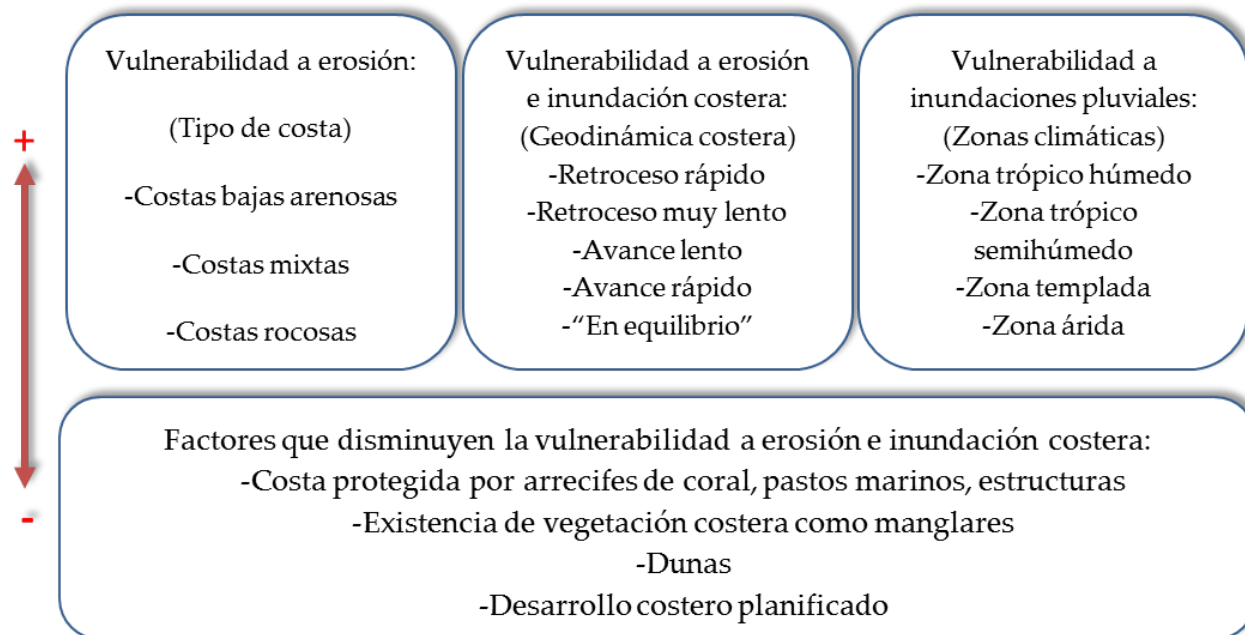 +
-
Vulnerabilidad a erosión:
(Tipo de costa)
-Costas bajas arenosas
-Costas mixtas
-Costas rocosas
Vulnerabilidad a erosión
e inundación costera:
(Geodinámica costera)
-Retroceso rápido
-Retroceso muy lento
-Avance lento
-Avance rápido
-“En equilibrio”
Vulnerabilidad a
inundaciones pluviales:
(Zonas climáticas)
-Zona trópico húmedo
-Zona trópico
semihúmedo
-Zona templada
-Zona árida
Factores que disminuyen la vulnerabilidad a erosión e inundación costera:
-Costa protegida por arrecifes de coral, pastos marinos, estructuras
-Existencia de vegetación costera como manglares
-Dunas
-Desarrollo costero planificado